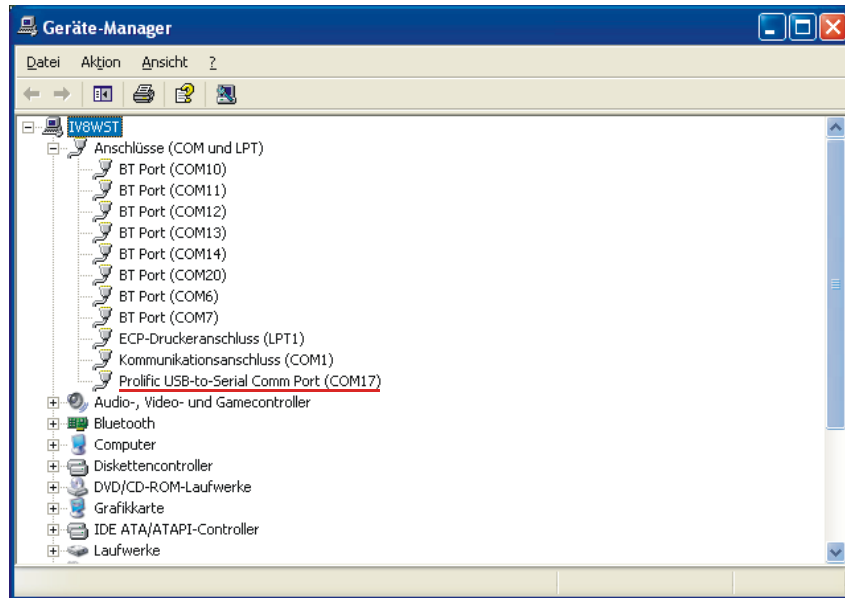 Geräte-Manager
Datei Aktion Ansicht ?
IV8WST
Anschlüsse (COM und LPT)
BT Port (COM10)
BT Port (COM11)
BT Port (COM12)
BT Port (COM13)
BT Port (COM14)
BT Port (COM20)
BT Port (COM6)
BT Port (COM7)
ECP-Druckeranschluss (LPT1)
Kommunikationsanschluss (COM1)
Prolific USB-to-Serial Comm Port (COM17)
Audio-, Video- und Gamecontroller
Bluetooth
Computer
Diskettencontroller
DVD/CD-ROM-Laufwerke
Grafikkarte
IDE ATA/ATAPI-Controller
Laufwerke